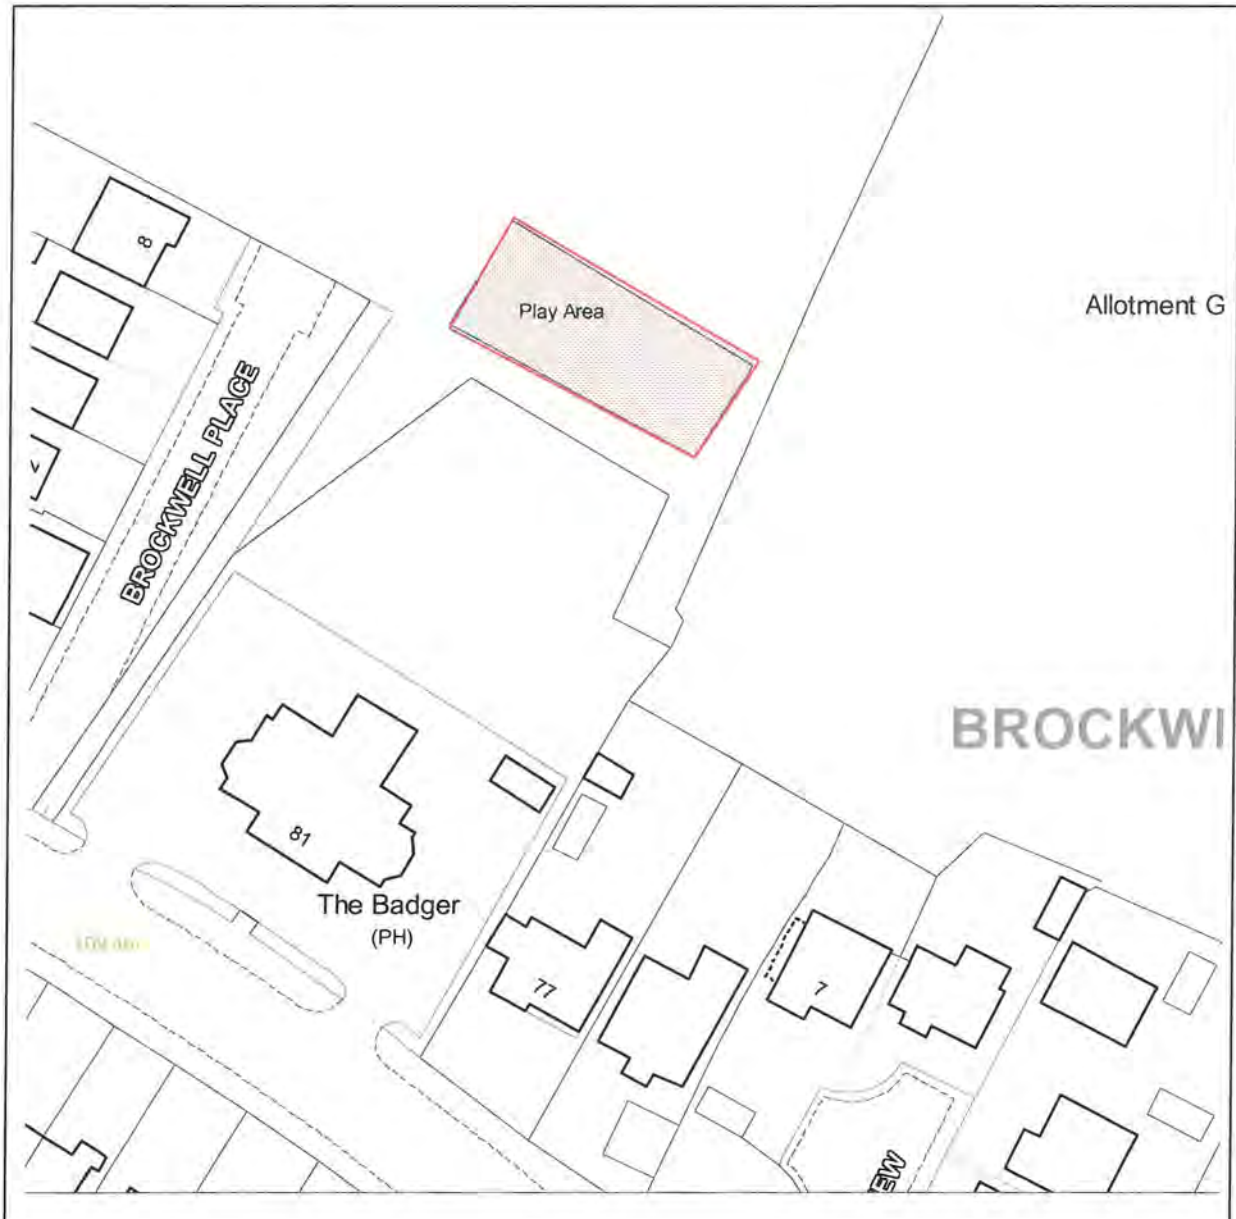 8
Play Area
Allotment G
BROCKWELL PLACE
BROCKWI
81
The Badger
(PH)
77
7
EW